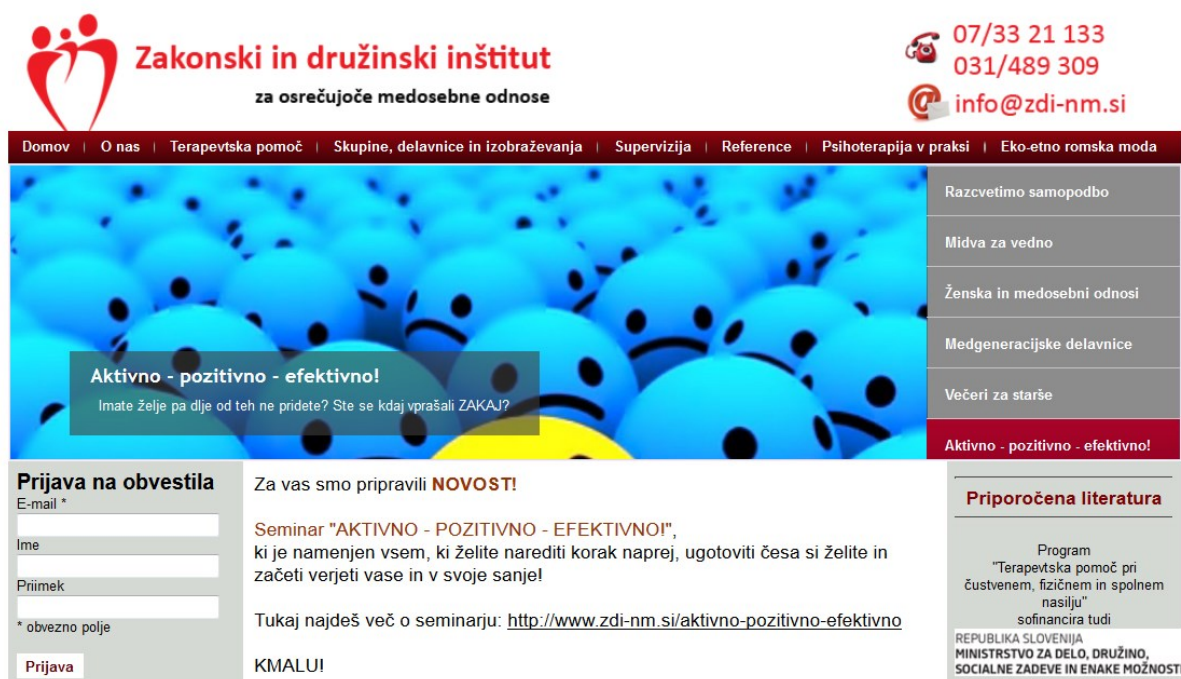 Zakonski in družinski inštitut
za osrečujoče medosebne odnose
07/33 21 133
031/489 309
info@zdi-nm.si
Domov | O nas | Terapevtska pomoč | Skupine, delavnice in izobraževanja | Supervizija | Reference | Psihoterapija v praksi | Eko-etno romska moda
Aktivno - pozitivno - efektivno!
Imate želje pa dlje od teh ne pridete? Ste se kdaj vprašali ZAKAJ?
Razcvetimo samopodbo
Midva za vedno
Ženska in medosebni odnosi
Medgeneracijske delavnice
Večeri za starše
Aktivno - pozitivno - efektivno!
Prijava na obvestila
E-mail *
Ime
Priimek
* obvezno polje
Prijava
Za vas smo pripravili NOVOST!
Seminar "AKTIVNO - POZITIVNO - EFEKTIVNO!",
ki je namenjen vsem, ki želite narediti korak naprej, ugotoviti česa si želite in
začeti verjeti vase in v svoje sanje!
Tukaj najdeš več o seminarju: http://www.zdi-nm.si/aktivno-pozitivno-efektivno
KMALU!
Priporočena literatura
Program
"Terapevtska pomoč pri
čustvenem, fizičnem in spolnem
nasilju"
sofinancira tudi
REPUBLIKA SLOVENIJA
MINISTRSTVO ZA DELO, DRUŽINO,
SOCIALNE ZADEVE IN ENAKE MOŽNOSTI